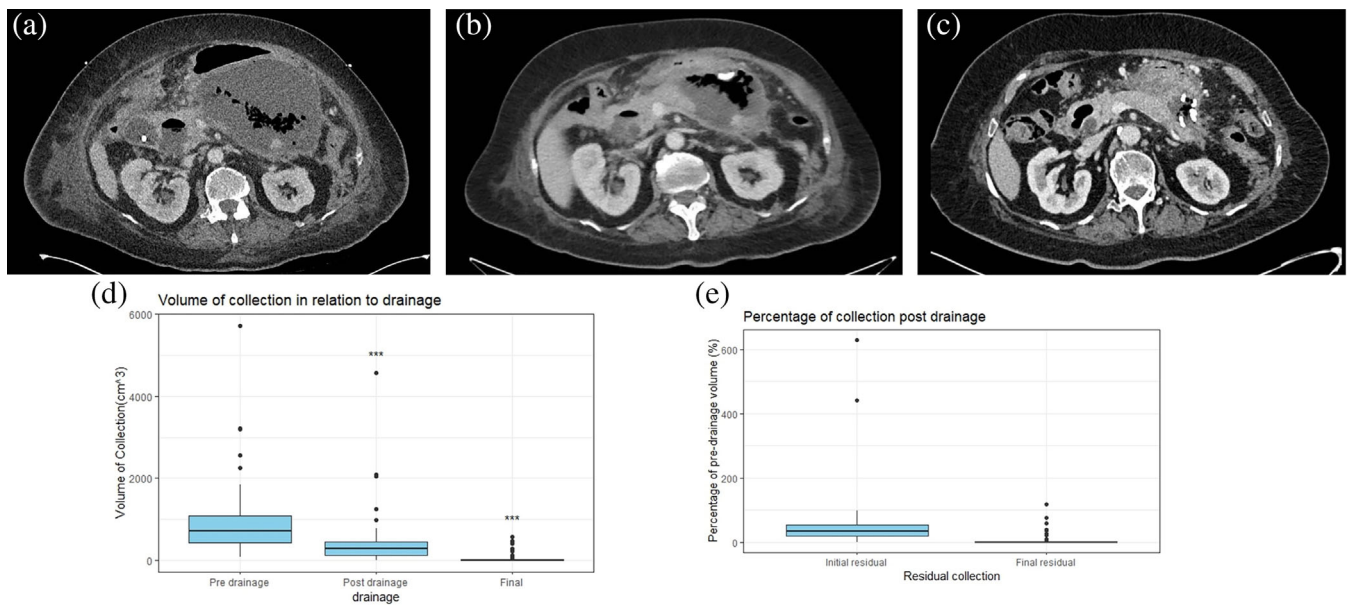 (a)
(b)
(c)
(d)
Volume of collection in relation to drainage
Volume of Collection(cm^3)
6000
4000
2000
0
***
***
Pre drainage
Post drainage
Final
drainage
(e)
Percentage of collection post drainage
Percentage of pre-drainage volume (%)
600
400
200
0
Initial residual
Final residual
Residual collection